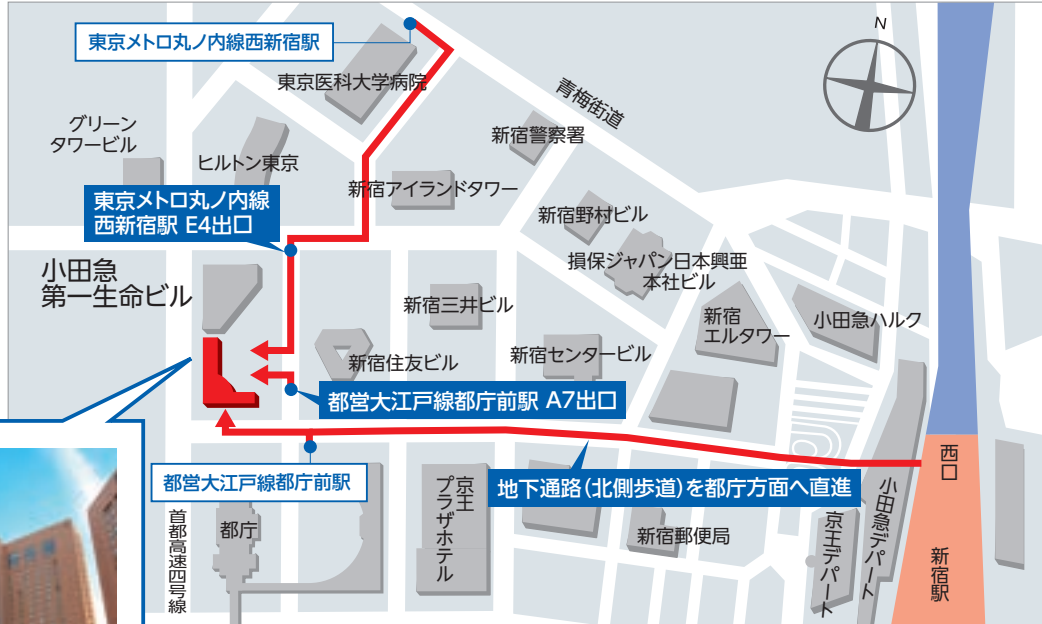 東京メトロ丸ノ内線西新宿駅
N
東京医科大学病院
青梅街道
グリーン
タワービル
ヒルトン東京
新宿警察署
新宿アイランドタワー
東京メトロ丸ノ内線
西新宿駅 E4出口
新宿野村ビル
小田急
第一生命ビル
損保ジャパン日本興亜
本社ビル
新宿三井ビル
新宿
エルタワー
小田急ハルク
新宿住友ビル
新宿センタービル
都営大江戸線都庁前駅 A7出口
西口
都営大江戸線都庁前駅
地下通路(北側歩道)を都庁方面へ直進
首都高速四号線
都庁
京王
プラザホテル
新宿郵便局
京王デパート
小田急デパート
新宿駅